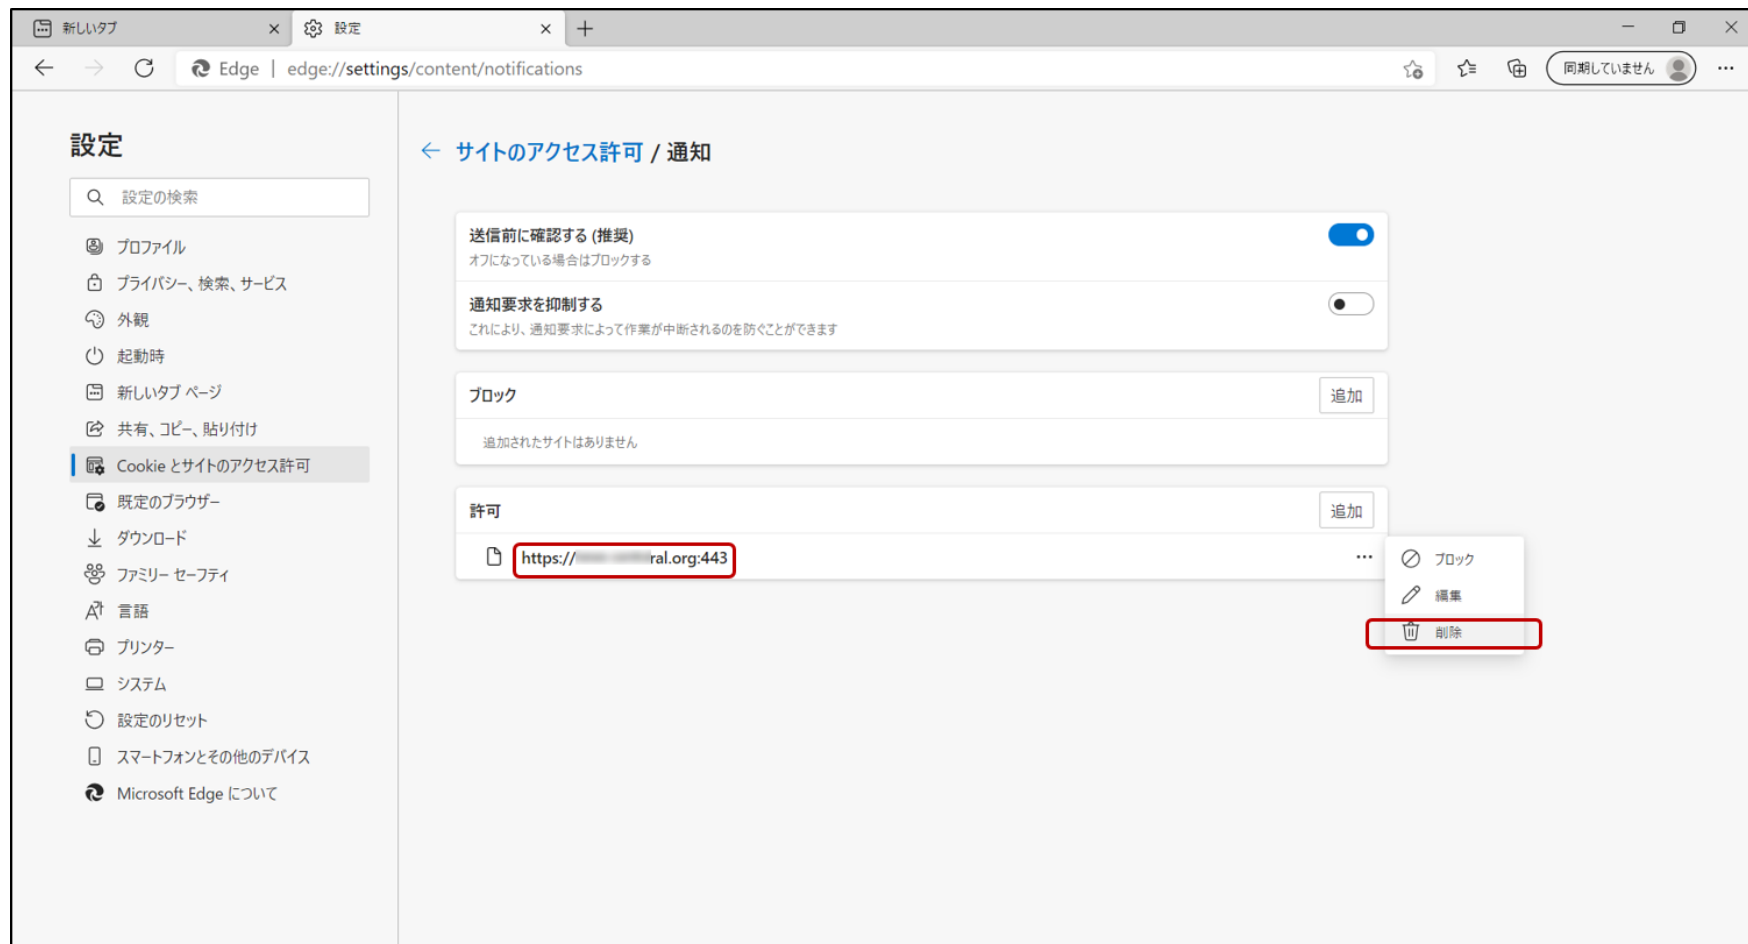 新しいタブ
設定
Edge | edge://settings/content/notifications
同期していません
設定
設定の検索
プロファイル
プライバシー、検索、サービス
外観
起動時
新しいタブ ページ
共有、コピー、貼り付け
Cookie とサイトのアクセス許可
既定のブラウザー
ダウンロード
ファミリー セーフティ
言語
プリンター
システム
設定のリセット
スマートフォンとその他のデバイス
Microsoft Edge について
サイトのアクセス許可 / 通知
送信前に確認する (推奨)
オフになっている場合はブロックする
通知要求を抑制する
これにより、通知要求によって作業が中断されるのを防ぐことができます
ブロック
追加
追加されたサイトはありません
許可
追加
https:// ral.org:443
ブロック
編集
削除